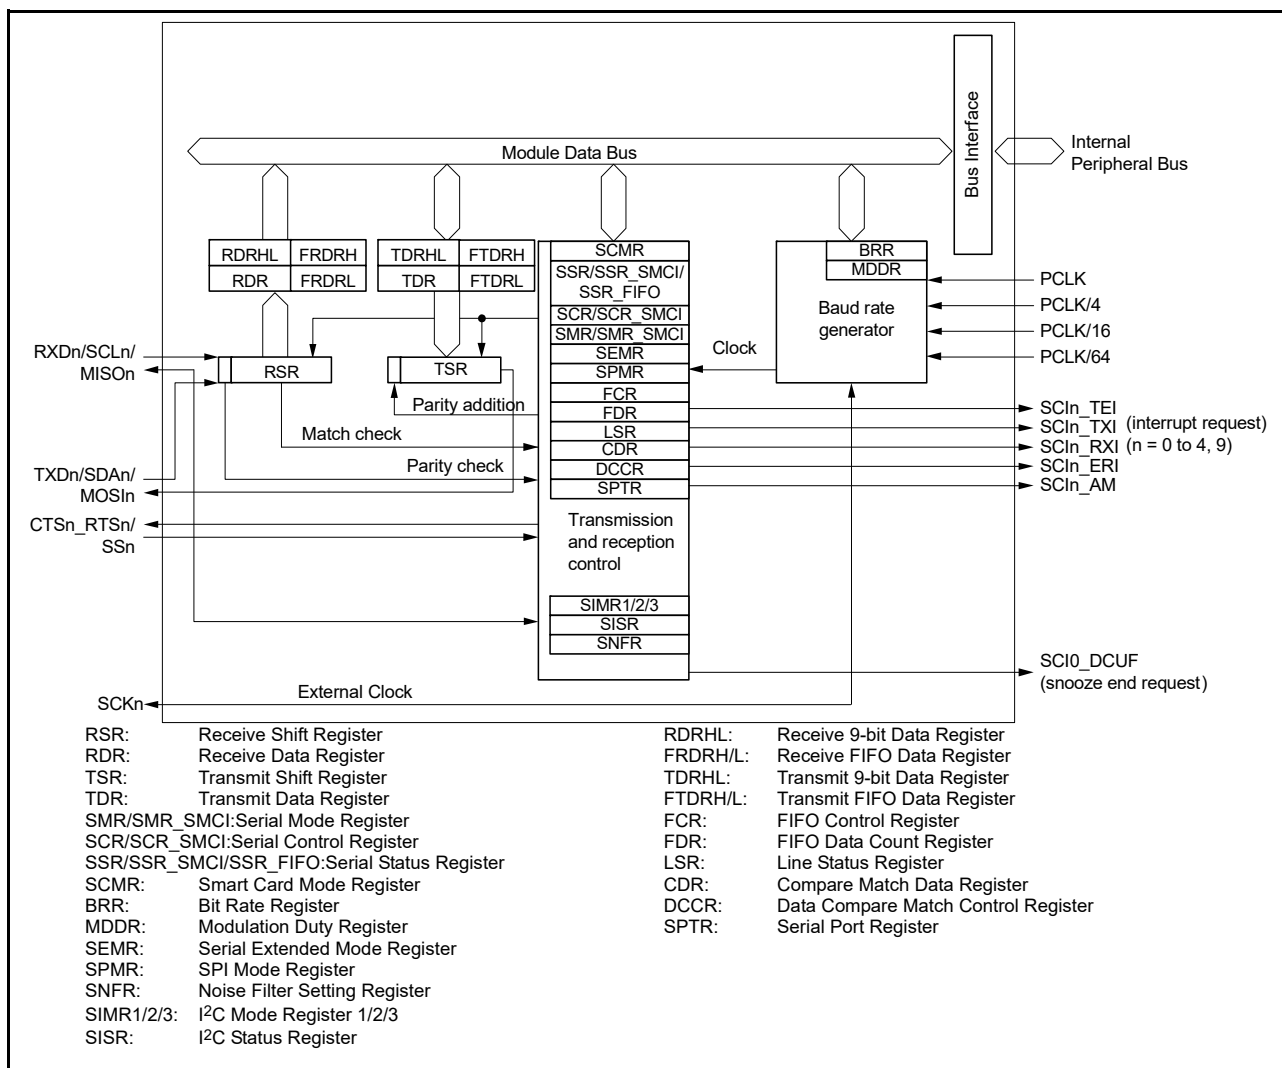 Bus Interface
Module Data Bus
Internal
Peripheral Bus
RDRHL FRDRH
RDR FRDRL
TDRHL FTDRH
TDR FTDRL
SCMR
SSR/SSR_SMCI/
SSR_FIFO
SCR/SCR_SMCI
SMR/SMR_SMCI
SEMR
SPMR
FCR
FDR
LSR
CDR
DCCR
SPTR
Transmission
and reception
control
SIMR1/2/3
SISR
SNFR
BRR
MDDR
Baud rate
generator
PCLK
PCLK/4
PCLK/16
PCLK/64
Clock
RXDn/SCLn/
MISOn
RSR
TSR
Parity addition
Match check
Parity check
TXDn/SDAn/
MOSIn
CTSn_RTSn/
SSn
SCIn_TEI
SCIn_TXI (interrupt request)
SCIn_RXI (n = 0 to 4, 9)
SCIn_ERI
SCIn_AM
SCI0_DCUF
(snooze end request)
External Clock
SCKn
RSR: Receive Shift Register
RDR: Receive Data Register
TSR: Transmit Shift Register
TDR: Transmit Data Register
SMR/SMR_SMCI:Serial Mode Register
SCR/SCR_SMCI:Serial Control Register
SSR/SSR_SMCI/SSR_FIFO:Serial Status Register
SCMR: Smart Card Mode Register
BRR: Bit Rate Register
MDDR: Modulation Duty Register
SEMR: Serial Extended Mode Register
SPMR: SPI Mode Register
SNFR: Noise Filter Setting Register
SIMR1/2/3: I2C Mode Register 1/2/3
SISR: I2C Status Register
RDRHL: Receive 9-bit Data Register
FRDRH/L: Receive FIFO Data Register
TDRHL: Transmit 9-bit Data Register
FTDRH/L: Transmit FIFO Data Register
FCR: FIFO Control Register
FDR: FIFO Data Count Register
LSR: Line Status Register
CDR: Compare Match Data Register
DCCR: Data Compare Match Control Register
SPTR: Serial Port Register